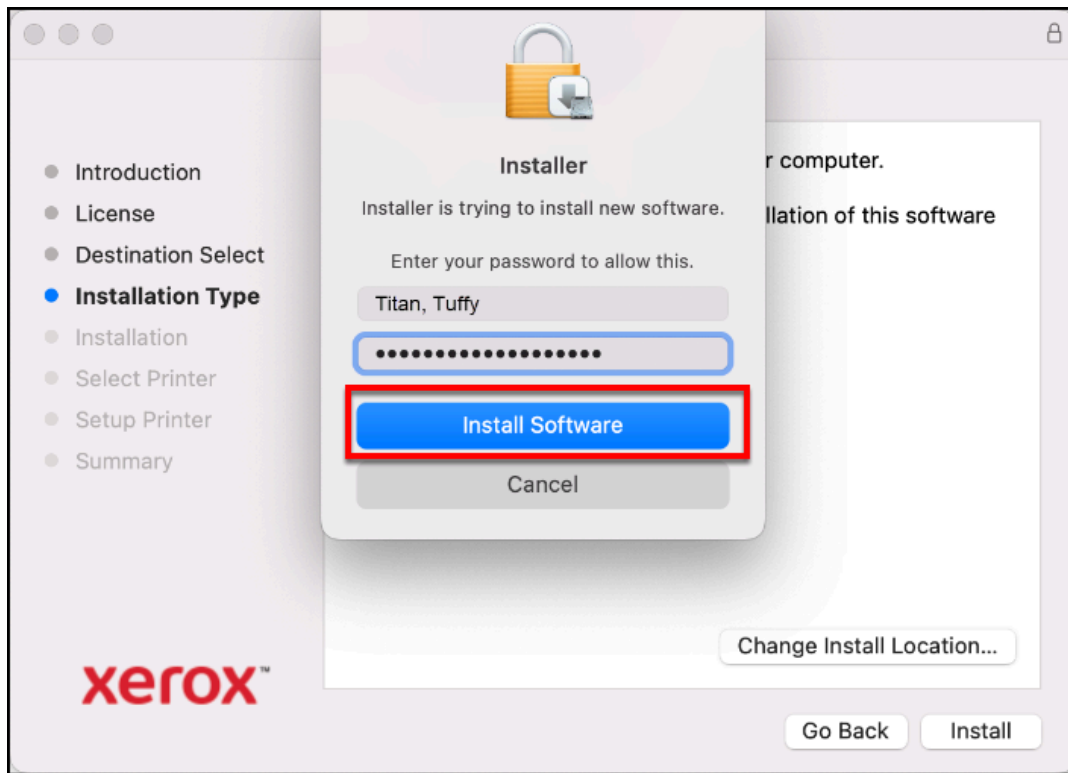 Introduction
License
Destination Select
Installation Type
Installation
Select Printer
Setup Printer
Summary
xerox™
Installer
Installer is trying to install new software.
Enter your password to allow this.
Titan, Tuffy
•••••••••••••••••••
Install Software
Cancel
r computer.
llation of this software
Change Install Location...
Go Back
Install